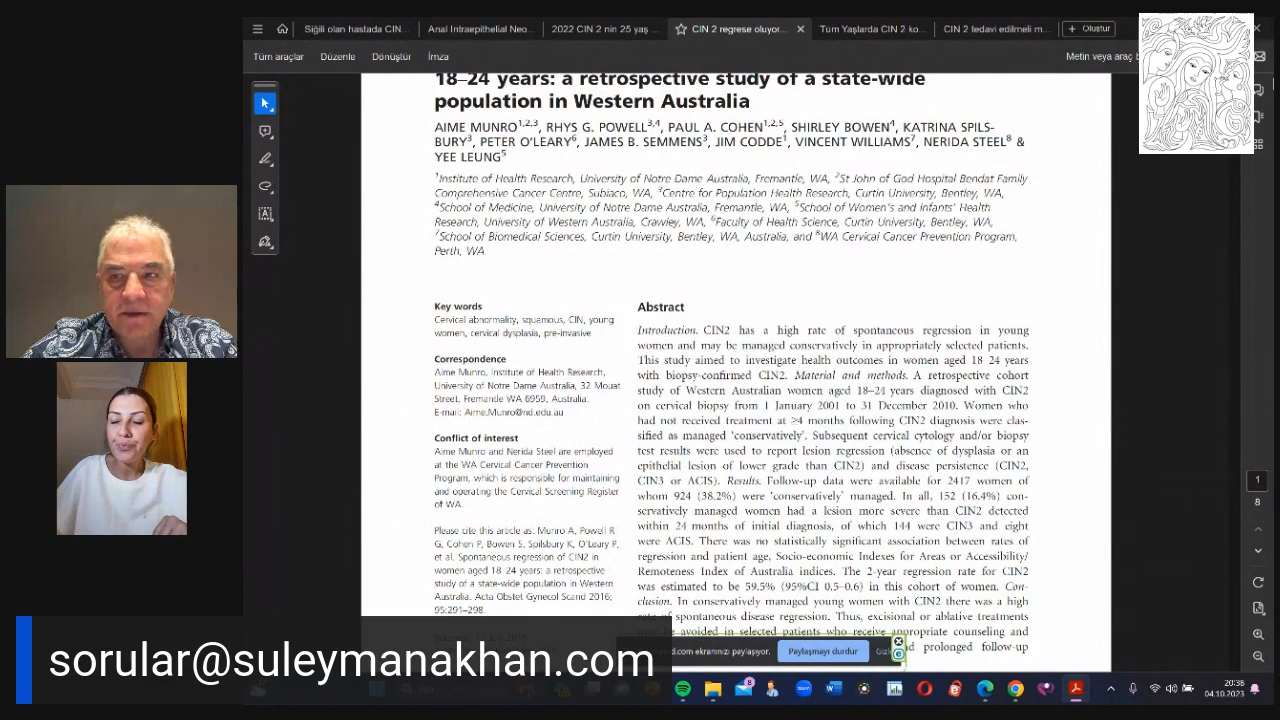 Siğili olan hastada CIN...
Anal Intraepithelial Neo...
2022 CIN 2 nin 25 yaş ...
CIN 2 regrese oluyor...
Tüm Yaşlarda CIN 2 ko...
CIN 2 tedavi edilmeli m...
+ Oluştur
Tüm araçlar
Düzenle
Dönüştür
İmza
Metin veya araç b
18–24 years: a retrospective study of a state-wide
population in Western Australia
AIME MUNRO1,2,3, RHYS G. POWELL3,4, PAUL A. COHEN1,2,5, SHIRLEY BOWEN4, KATRINA SPILS-
BURY3, PETER O'LEARY6, JAMES B. SEMMENS3, JIM CODDE1, VINCENT WILLIAMS7, NERIDA STEEL8 &
YEE LEUNG5
1Institute of Health Research, University of Notre Dame Australia, Fremantle, WA, 2St John of God Hospital Bendat Family
Comprehensive Cancer Centre, Subiaco, WA, 3Centre for Population Health Research, Curtin University, Bentley, WA,
4School of Medicine, University of Notre Dame Australia, Fremantle, WA, 5School of Women's and Infants' Health
Research, University of Western Australia, Crawley, WA, 6Faculty of Health Science, Curtin University, Bentley, WA,
7School of Biomedical Sciences, Curtin University, Bentley, WA, Australia, and 8WA Cervical Cancer Prevention Program,
Perth, WA
Key words
Cervical abnormality, squamous, CIN, young
women, cervical dysplasia, pre-invasive
Correspondence
Aime Munro, Institute of Health Research,
University of Notre Dame Australia, 32 Mouat
Street, Fremantle WA 6959, Australia.
E-mail: Aime.Munro@nd.edu.au
Conflict of interest
Aime Munro and Nerida Steel are employed
at the WA Cervical Cancer Prevention
Program, which is responsible for maintaining
and operating the Cervical Screening Register
of WA.
Please cite this article as: Munro A, Powell R
G, Cohen P, Bowen S, Spilsbury K, O'Leary P,
et al. Spontaneous regression of CIN2 in
women aged 18–24 years: a retrospective
study of a state-wide population in Western
Australia. Acta Obstet Gynecol Scand 2016;
95:291–298.
Abstract
Introduction. CIN2 has a high rate of spontaneous regression in young
women and may be managed conservatively in appropriately selected patients.
This study aimed to investigate health outcomes in women aged 18–24 years
with biopsy-confirmed CIN2. Material and methods. A retrospective cohort
study of Western Australian women aged 18–24 years diagnosed with CIN2
on cervical biopsy from 1 January 2001 to 31 December 2010. Women who
had not received treatment at ≥4 months following CIN2 diagnosis were clas-
sified as managed 'conservatively'. Subsequent cervical cytology and/or biopsy
test results were used to report lesion regression (absence of dysplasia or an
epithelial lesion of lower grade than CIN2) and disease persistence (CIN2,
CIN3 or ACIS). Results. Follow-up data were available for 2417 women of
whom 924 (38.2%) were 'conservatively' managed. In all, 152 (16.4%) con-
servatively managed women had a lesion more severe than CIN2 detected
within 24 months of initial diagnosis, of which 144 were CIN3 and eight
were ACIS. There was no statistically significant association between rates of
regression and patient age. Socio-economic Indexes for Areas or Accessibility/
Remoteness Index of Australia indices. The 2-year regression rate for CIN2
was estimated to be 59.5% (95%CI 0.5–0.6) in this cohort of women. Con-
clusion. In conservatively managed young women with CIN2 there was a high
rate of spontaneous disease regression. Thus, excisional or ablative treatments
may be avoided in selected patients who receive appropriate counseling and
prolonged follow-up
ekranınızı paylaşıyor.
Paylaşmayı durdur
1
8
sorular@suleymanakhan.com
20:38
04.10.2023